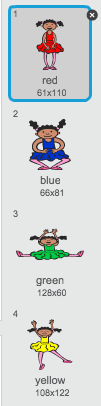 1
red
61x110
2
blue
66x81
3
green
128x60
4
yellow
108x122